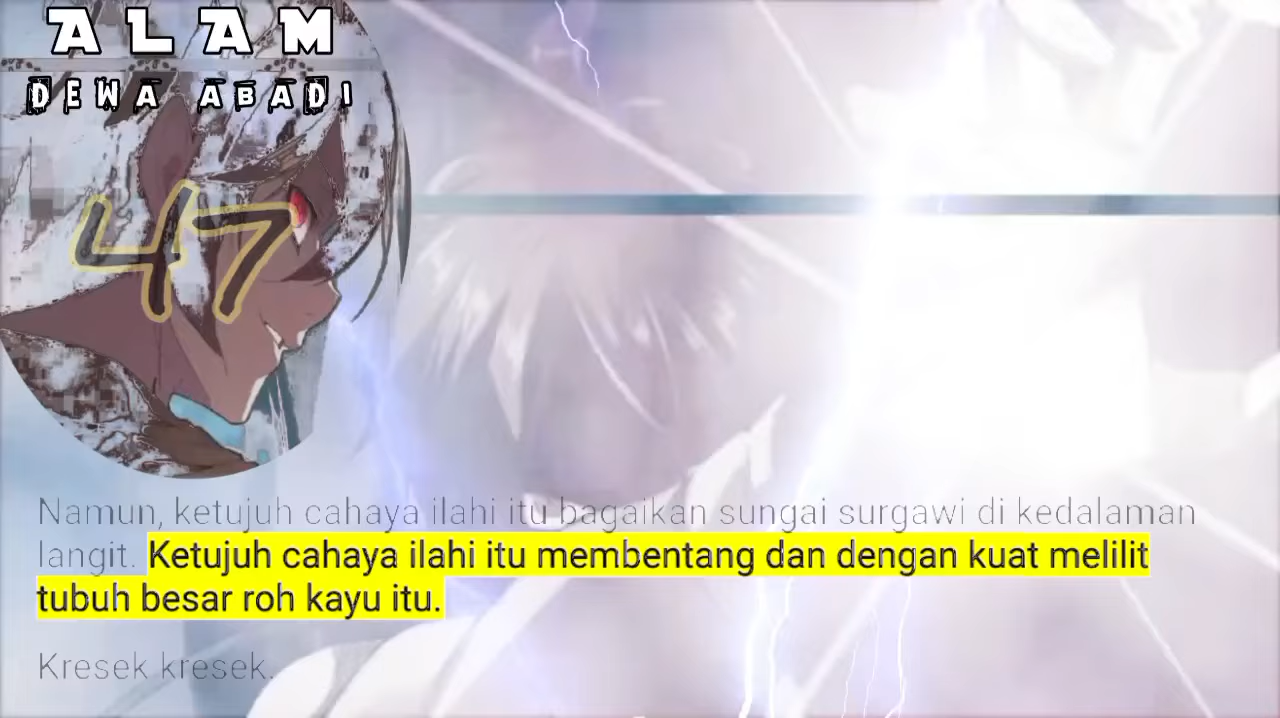 ALAM
DEWA ABADI
47
Namun, ketujuh cahaya ilahi itu bagaikan sungai surgawi di kedalaman
langit. Ketujuh cahaya ilahi itu membentang dan dengan kuat melilit
tubuh besar roh kayu itu.
Kresek kresek.